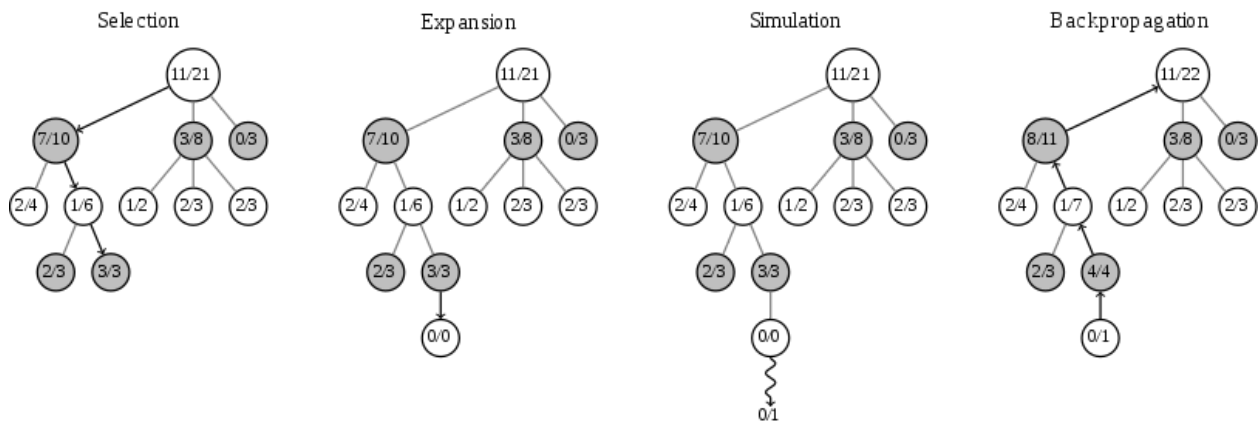 Selection
11/21
7/10 3/8 0/3
2/4 1/6 1/2 2/3 2/3
2/3 3/3
Expansion
11/21
7/10 3/8 0/3
2/4 1/6 1/2 2/3 2/3
2/3 3/3
0/0
Simulation
11/21
7/10 3/8 0/3
2/4 1/6 1/2 2/3 2/3
2/3 3/3
0/0
0/1
Backpropagation
11/22
8/11 3/8 0/3
2/4 1/7 1/2 2/3 2/3
2/3 4/4
0/1